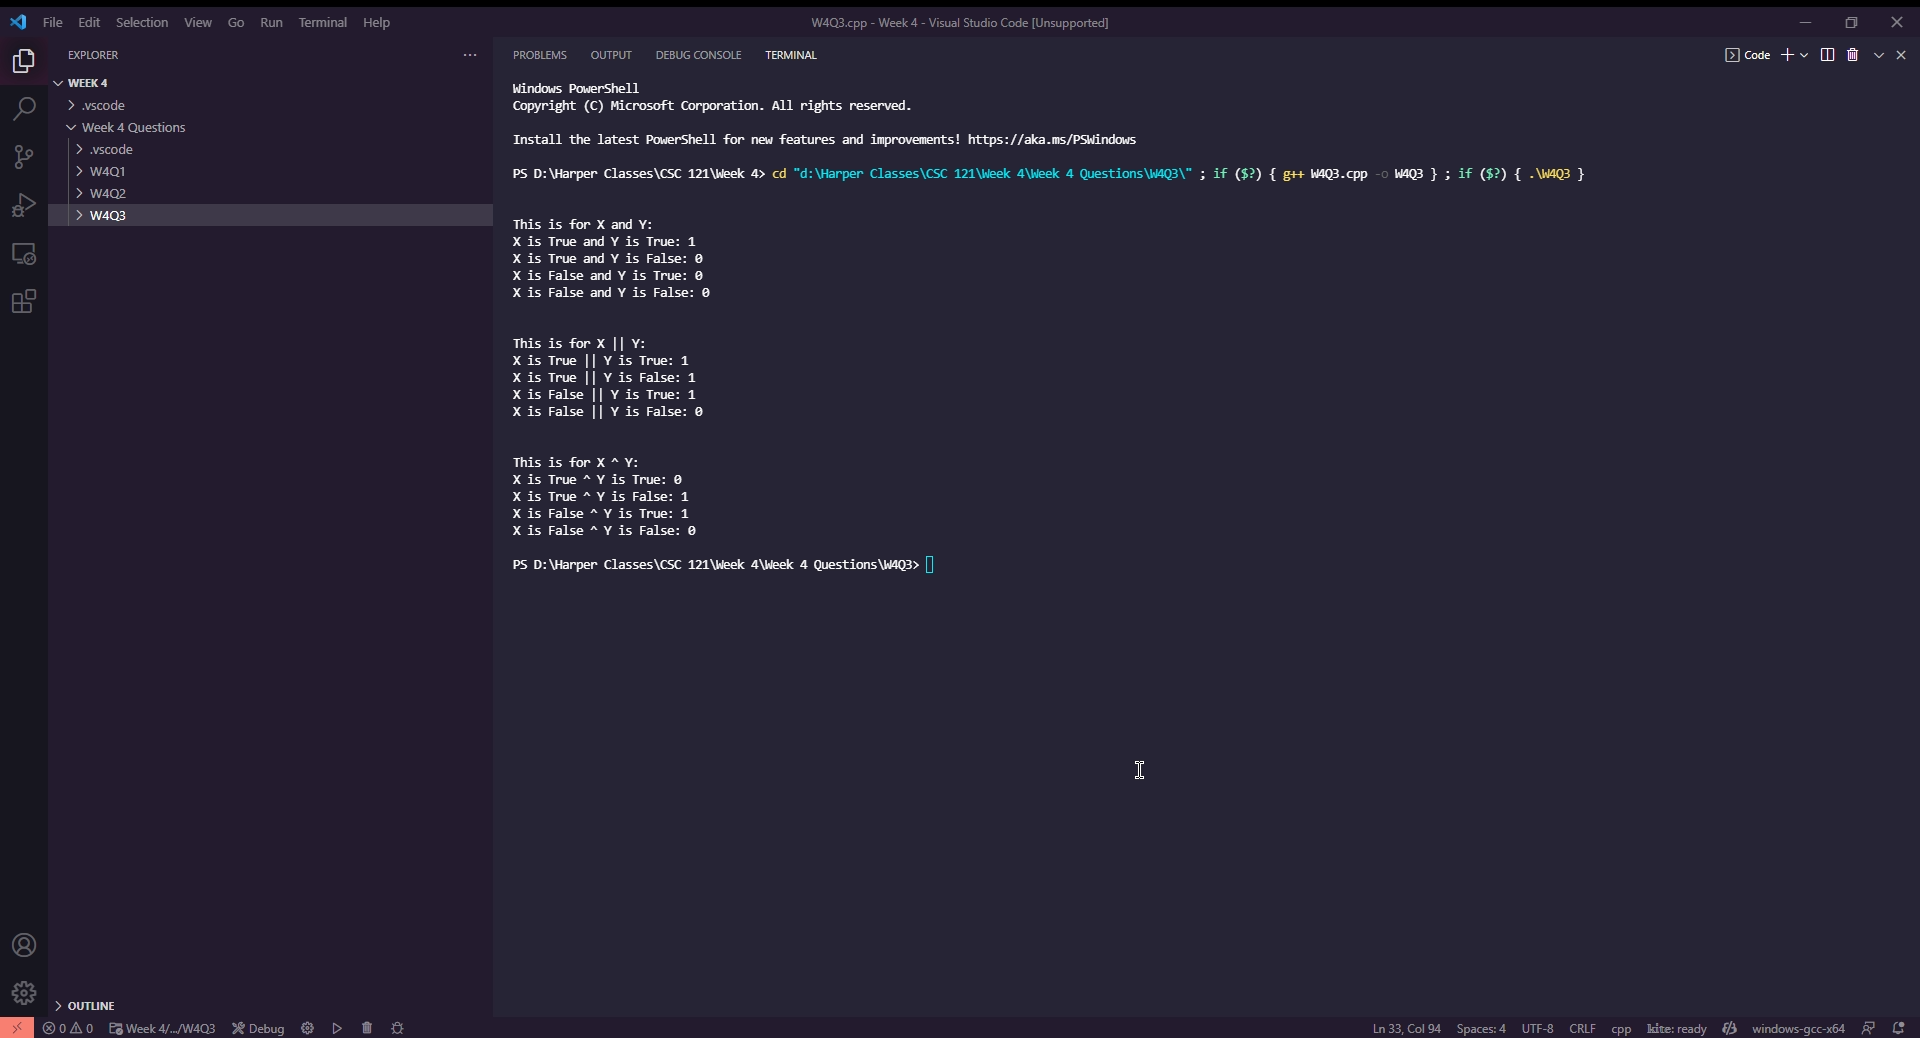 File Edit Selection View Go Run Terminal Help
W4Q3.cpp - Week 4 - Visual Studio Code [Unsupported]
EXPLORER
WEEK 4
.vscode
Week 4 Questions
.vscode
W4Q1
W4Q2
W4Q3
OUTLINE
PROBLEMS OUTPUT DEBUG CONSOLE TERMINAL
Code
Windows PowerShell
Copyright (C) Microsoft Corporation. All rights reserved.
Install the latest PowerShell for new features and improvements! https://aka.ms/PSWindows
PS D:\Harper Classes\CSC 121\Week 4> cd "d:\Harper Classes\CSC 121\Week 4\Week 4 Questions\W4Q3\" ; if ($?) { g++ W4Q3.cpp -o W4Q3 } ; if ($?) { .\W4Q3 }
This is for X and Y:
X is True and Y is True: 1
X is True and Y is False: 0
X is False and Y is True: 0
X is False and Y is False: 0
This is for X || Y:
X is True || Y is True: 1
X is True || Y is False: 1
X is False || Y is True: 1
X is False || Y is False: 0
This is for X ^ Y:
X is True ^ Y is True: 0
X is True ^ Y is False: 1
X is False ^ Y is True: 1
X is False ^ Y is False: 0
PS D:\Harper Classes\CSC 121\Week 4\Week 4 Questions\W4Q3>
0 0 Week 4/.../W4Q3 Debug
Ln 33, Col 94 Spaces: 4 UTF-8 CRLF cpp kite: ready windows-gcc-x64